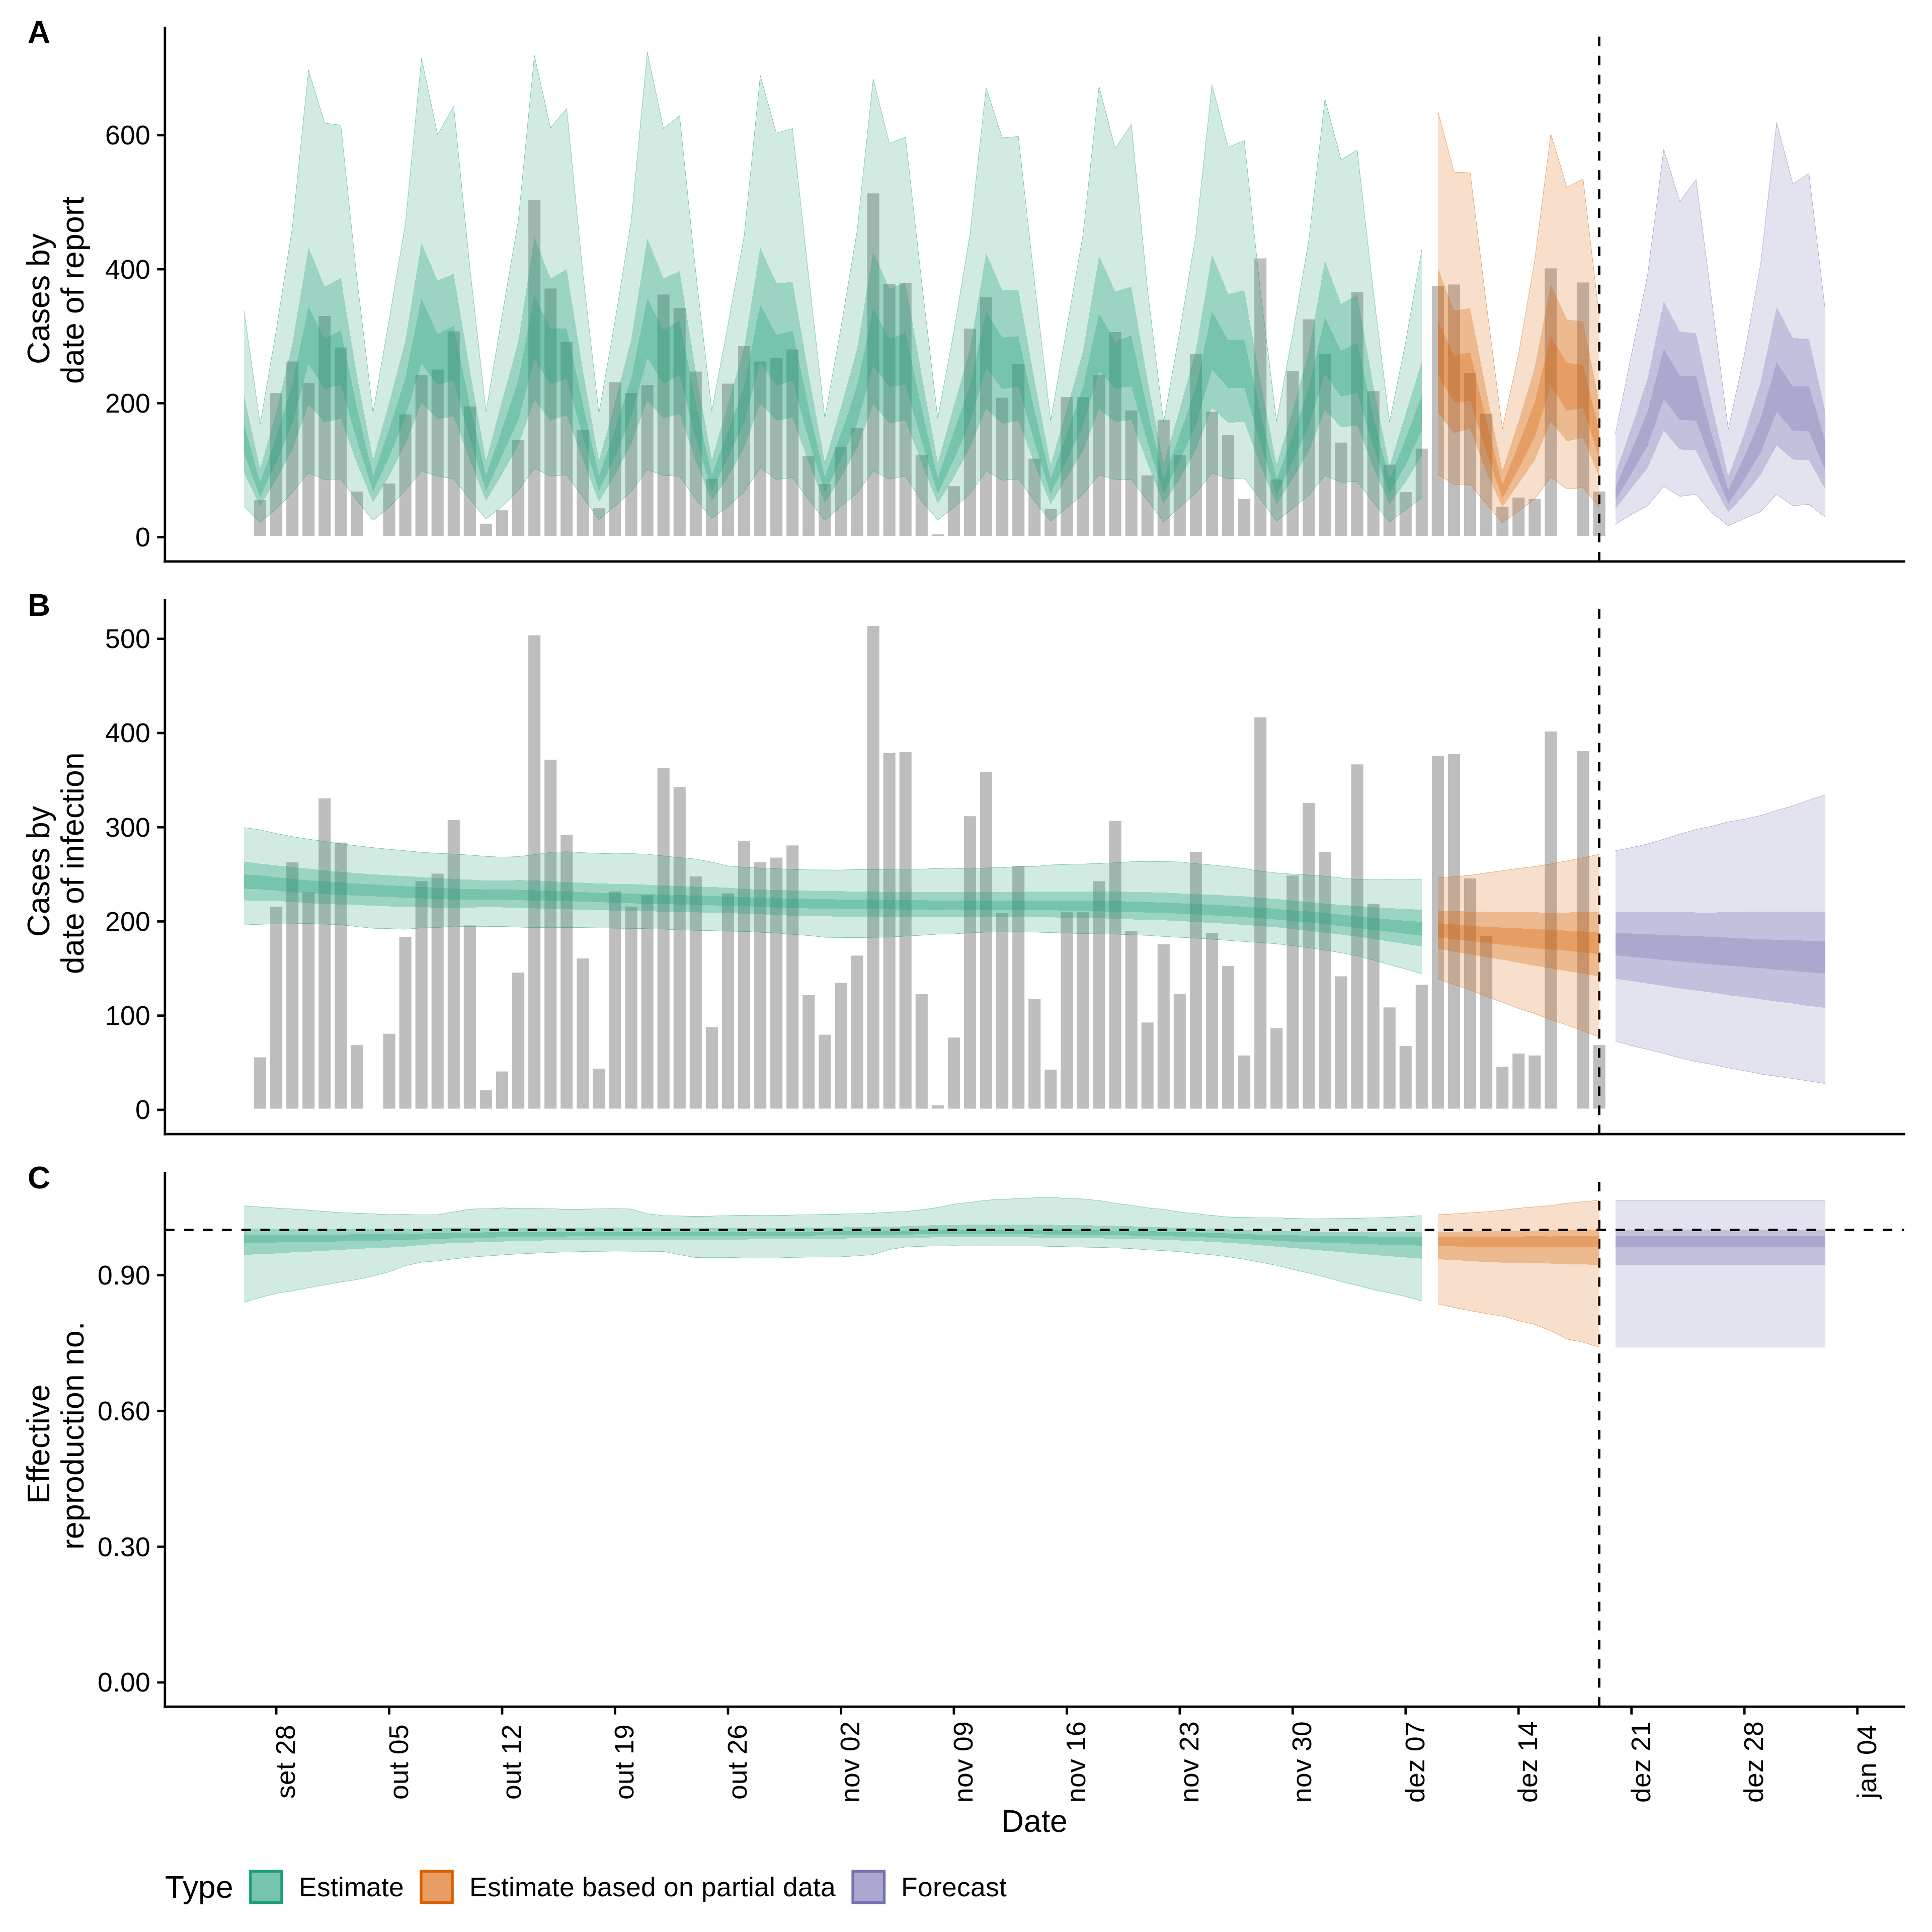 A
Cases by
date of report
600
400
200
0
B
Cases by
date of infection
500
400
300
200
100
0
C
Effective
reproduction no.
0.90
0.60
0.30
0.00
set 28
out 05
out 12
out 19
out 26
nov 02
nov 09
nov 16
nov 23
nov 30
dez 07
dez 14
dez 21
dez 28
jan 04
Date
Type Estimate Estimate based on partial data Forecast